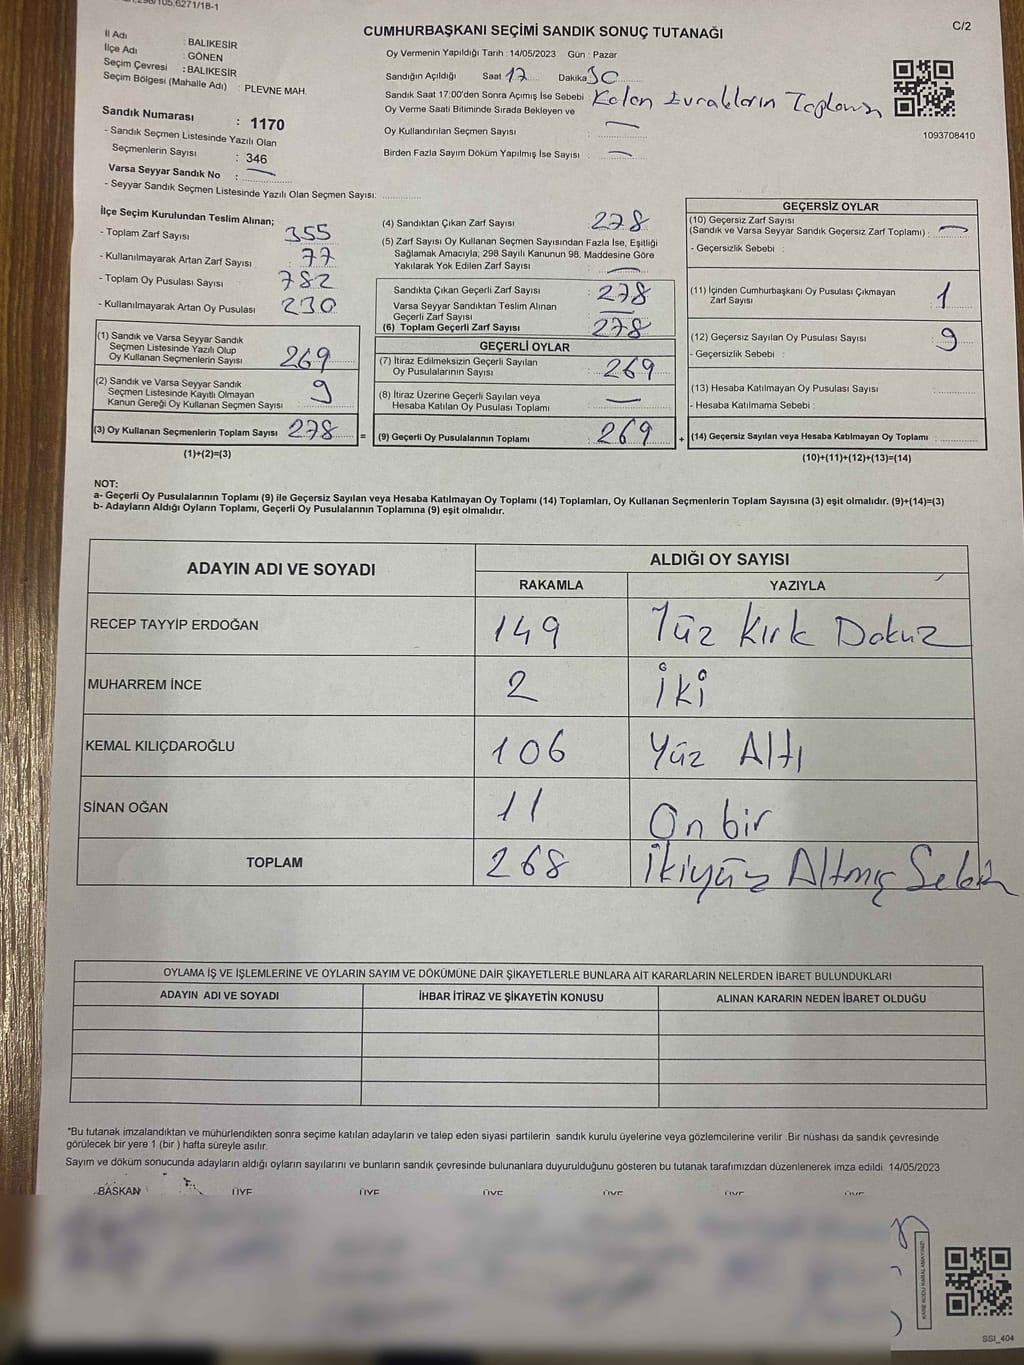 CUMHURBAŞKANI SEÇİMİ SANDIK SONUÇ TUTANAĞI
C/2
İl Adı : BALIKESİR
İlçe Adı : GÖNEN
Seçim Çevresi : BALIKESİR
Seçim Bölgesi (Mahalle Adı) : PLEVNE MAH.
Oy Vermenin Yapıldığı Tarih : 14/05/2023 Gün : Pazar
Sandığın Açıldığı Saat 17 Dakika 30
Sandık Saat 17:00'den Sonra Açımış İse Sebebi Kalan Evrakların
Oy Verme Saati Bitiminde Sırada Bekleyen ve
Oy Kullandırılan Seçmen Sayısı : —
Birden Fazla Sayım Döküm Yapılmış İse Sayısı : —
1093708410
Sandık Numarası : 1170
- Sandık Seçmen Listesinde Yazılı Olan
Seçmenlerin Sayısı : 346
Varsa Seyyar Sandık No : —
- Seyyar Sandık Seçmen Listesinde Yazılı Olan Seçmen Sayısı:
İlçe Seçim Kurulundan Teslim Alınan;
- Toplam Zarf Sayısı 355
- Kullanılmayarak Artan Zarf Sayısı : 77
- Toplam Oy Pusulası Sayısı : 782
- Kullanılmayarak Artan Oy Pusulası : 230
(1) Sandık ve Varsa Seyyar Sandık
Seçmen Listesinde Yazılı Olup
Oy Kullanan Seçmenlerin Sayısı : 269
(2) Sandık ve Varsa Seyyar Sandık
Seçmen Listesinde Kayıtlı Olmayan
Kanun Gereği Oy Kullanan Seçmen Sayısı : 9
(3) Oy Kullanan Seçmenlerin Toplam Sayısı 278 =
(1)+(2)=(3)
(4) Sandıktan Çıkan Zarf Sayısı : 278
(5) Zarf Sayısı Oy Kullanan Seçmen Sayısından Fazla İse, Eşitliği
Sağlamak Amacıyla; 298 Sayılı Kanunun 98. Maddesine Göre
Yakılarak Yok Edilen Zarf Sayısı : —
Sandıkta Çıkan Geçerli Zarf Sayısı : 278
Varsa Seyyar Sandıktan Teslim Alınan
Geçerli Zarf Sayısı : —
(6) Toplam Geçerli Zarf Sayısı : 278
GEÇERLİ OYLAR
(7) İtiraz Edilmeksizin Geçerli Sayılan
Oy Pusulalarının Sayısı : 269
(8) İtiraz Üzerine Geçerli Sayılan veya
Hesaba Katılan Oy Pusulası Toplamı : —
(9) Geçerli Oy Pusulalarının Toplamı : 269 +
GEÇERSİZ OYLAR
(10) Geçersiz Zarf Sayısı
(Sandık ve Varsa Seyyar Sandık Geçersiz Zarf Toplamı) : —
- Geçersizlik Sebebi :
(11) İçinden Cumhurbaşkanı Oy Pusulası Çıkmayan
Zarf Sayısı : 1
(12) Geçersiz Sayılan Oy Pusulası Sayısı : 9
- Geçersizlik Sebebi :
(13) Hesaba Katılmayan Oy Pusulası Sayısı :
- Hesaba Katılmama Sebebi :
(14) Geçersiz Sayılan veya Hesaba Katılmayan Oy Toplamı :
(10)+(11)+(12)+(13)=(14)
NOT:
a- Geçerli Oy Pusulalarının Toplamı (9) ile Geçersiz Sayılan veya Hesaba Katılmayan Oy Toplamı (14) Toplamları, Oy Kullanan Seçmenlerin Toplam Sayısına (3) eşit olmalıdır. (9)+(14)=(3)
b- Adayların Aldığı Oyların Toplamı, Geçerli Oy Pusulalarının Toplamına (9) eşit olmalıdır.
ADAYIN ADI VE SOYADI
ALDIĞI OY SAYISI
RAKAMLA YAZIYLA
RECEP TAYYİP ERDOĞAN 149 Yüz Kırk Dokuz
MUHARREM İNCE 2 İki
KEMAL KILIÇDAROĞLU 106 Yüz Altı
SİNAN OĞAN 11 On bir
TOPLAM 268 İkiyüz Altmış Sekiz
OYLAMA İŞ VE İŞLEMLERİNE VE OYLARIN SAYIM VE DÖKÜMÜNE DAİR ŞİKAYETLERLE BUNLARA AİT KARARLARIN NELERDEN İBARET BULUNDUKLARI
ADAYIN ADI VE SOYADI İHBAR İTİRAZ VE ŞİKAYETİN KONUSU ALINAN KARARIN NEDEN İBARET OLDUĞU
*Bu tutanak imzalandıktan ve mühürlendikten sonra seçime katılan adayların ve talep eden siyasi partilerin sandık kurulu üyelerine veya gözlemcilerine verilir .Bir nüshası da sandık çevresinde
görülecek bir yere 1 (bir ) hafta süreyle asılır.
Sayım ve döküm sonucunda adayların aldığı oyların sayılarını ve bunların sandık çevresinde bulunanlara duyurulduğunu gösteren bu tutanak tarafımızdan düzenlenerek imza edildi. 14/05/2023
BAŞKAN ÜYE ÜYE ÜYE ÜYE ÜYE ÜYE
KARE KODU KARALAMAYINIZ!
SSI_404